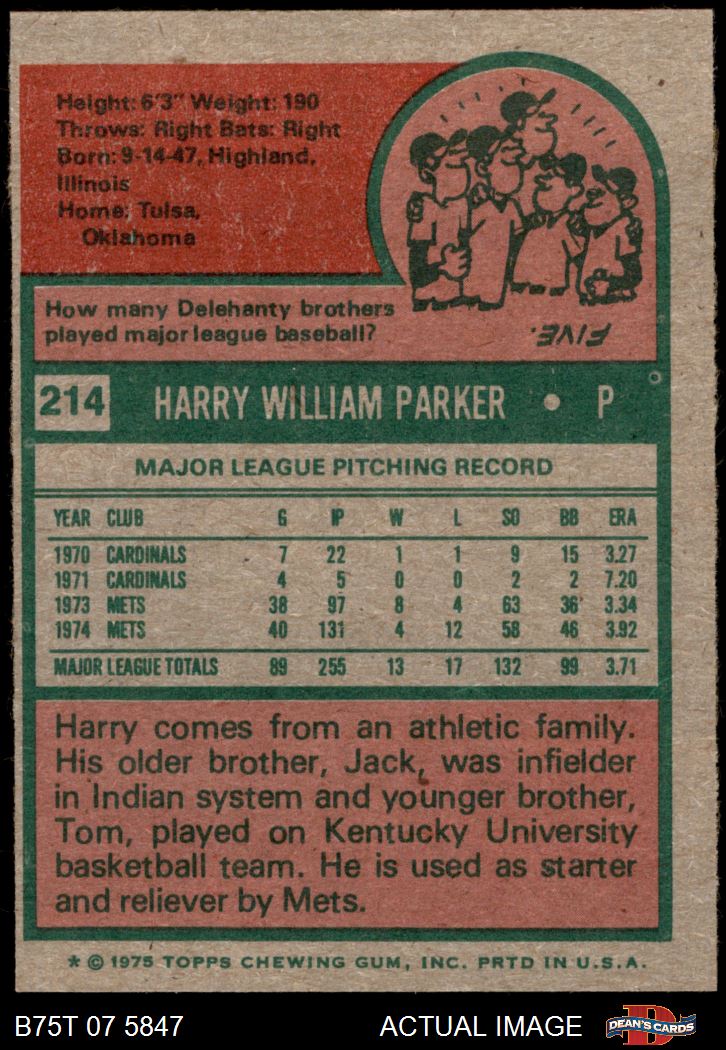 Height: 6'3" Weight: 190
Throws: Right Bats: Right
Born: 9-14-47, Highland,
Illinois
Home: Tulsa,
Oklahoma
How many Delehanty brothers
played major league baseball?
FIVE.
214 HARRY WILLIAM PARKER • P
MAJOR LEAGUE PITCHING RECORD
YEAR CLUB G IP W L SO BB ERA
1970 CARDINALS 7 22 1 1 9 15 3.27
1971 CARDINALS 4 5 0 0 2 2 7.20
1973 METS 38 97 8 4 63 36 3.34
1974 METS 40 131 4 12 58 46 3.92
MAJOR LEAGUE TOTALS 89 255 13 17 132 99 3.71
Harry comes from an athletic family.
His older brother, Jack, was infielder
in Indian system and younger brother,
Tom, played on Kentucky University
basketball team. He is used as starter
and reliever by Mets.
* © 1975 TOPPS CHEWING GUM, INC. PRTD IN U.S.A.
B75T 07 5847 ACTUAL IMAGE DEAN'S CARDS